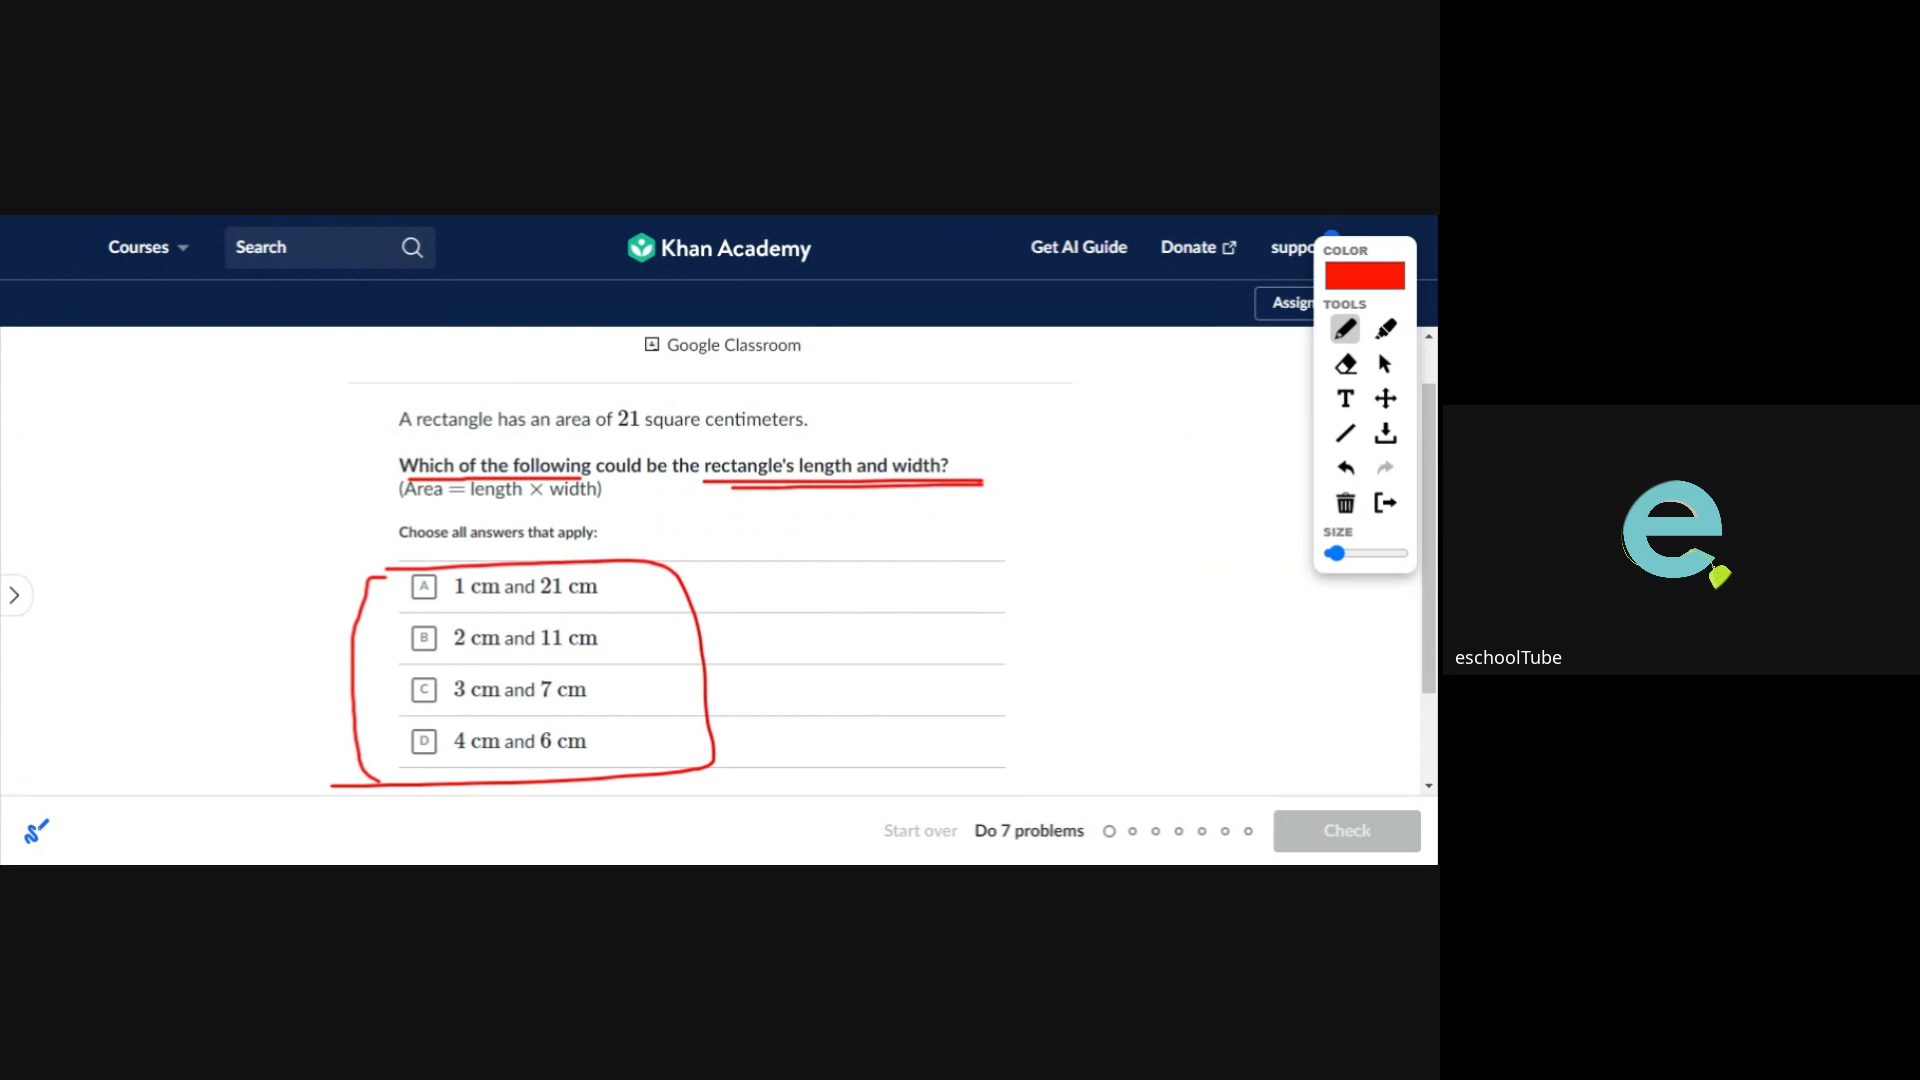 Courses
Search
Khan Academy
Get AI Guide
Donate
suppo
Assign
COLOR
TOOLS
T
SIZE
Google Classroom
A rectangle has an area of 21 square centimeters.
Which of the following could be the rectangle's length and width?
(Area = length × width)
Choose all answers that apply:
A 1 cm and 21 cm
B 2 cm and 11 cm
C 3 cm and 7 cm
D 4 cm and 6 cm
Start over
Do 7 problems
Check
e
eschoolTube